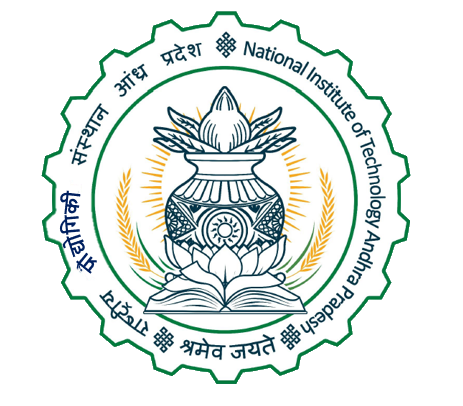 राष्ट्रीय प्रौद्योगिकी संस्थान आंध्र प्रदेश
National Institute of Technology Andhra Pradesh
श्रमेव जयते